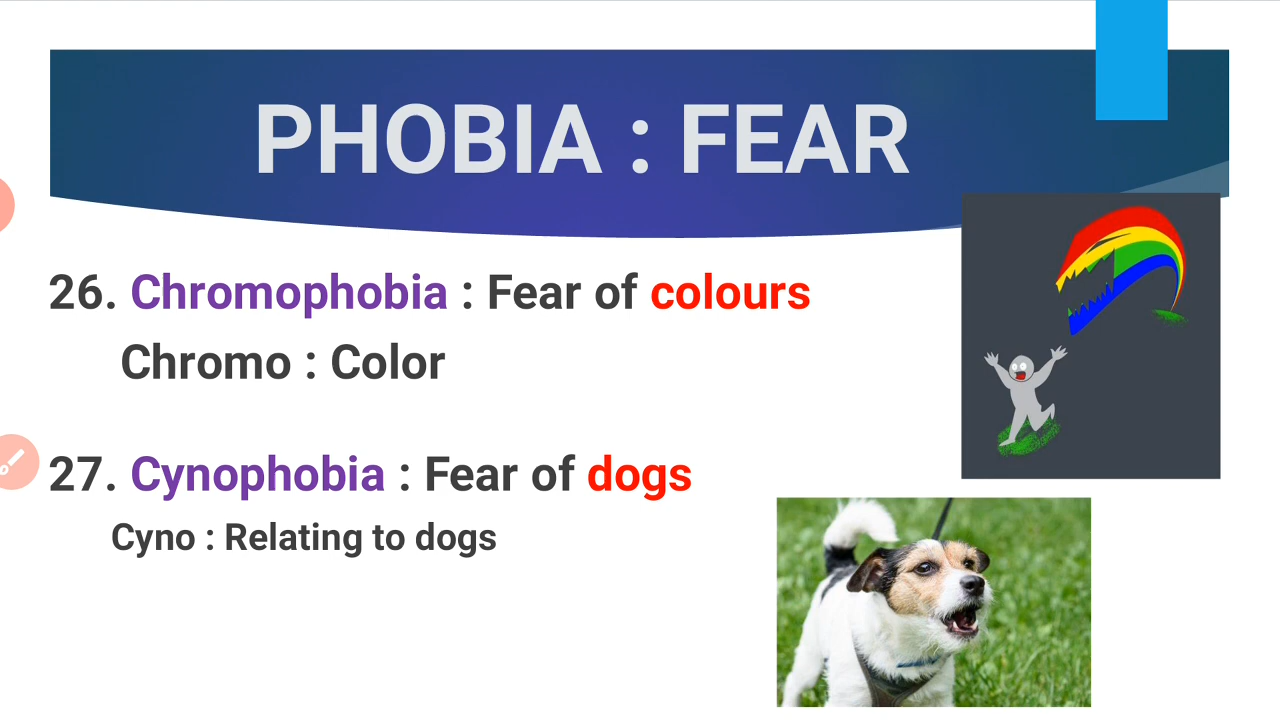 PHOBIA : FEAR
26. Chromophobia : Fear of colours
Chromo : Color
27. Cynophobia : Fear of dogs
Cyno : Relating to dogs